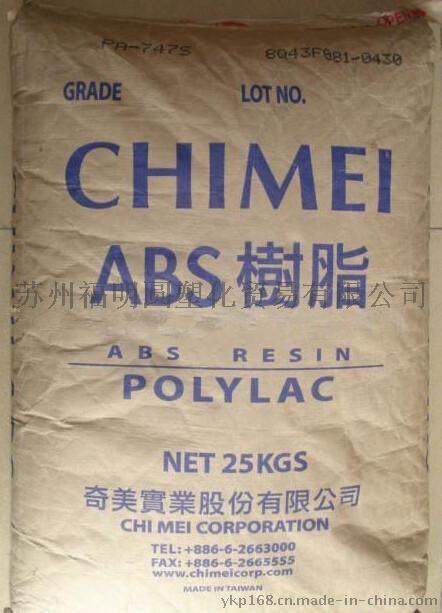 PA-747S 8Q43F081-0430
GRADE LOT NO.
CHIMEI
ABS 樹脂
苏州福明圆塑化贸易有限公司
ABS RESIN
POLYLAC
NET 25KGS
奇美實業股份有限公司
CHI MEI CORPORATION
TEL: +886-6-2663000
FAX: +886-6-2665555
www.chimeicorp.com
MADE IN TAIWAN
ykp168.cn.made-in-china.com